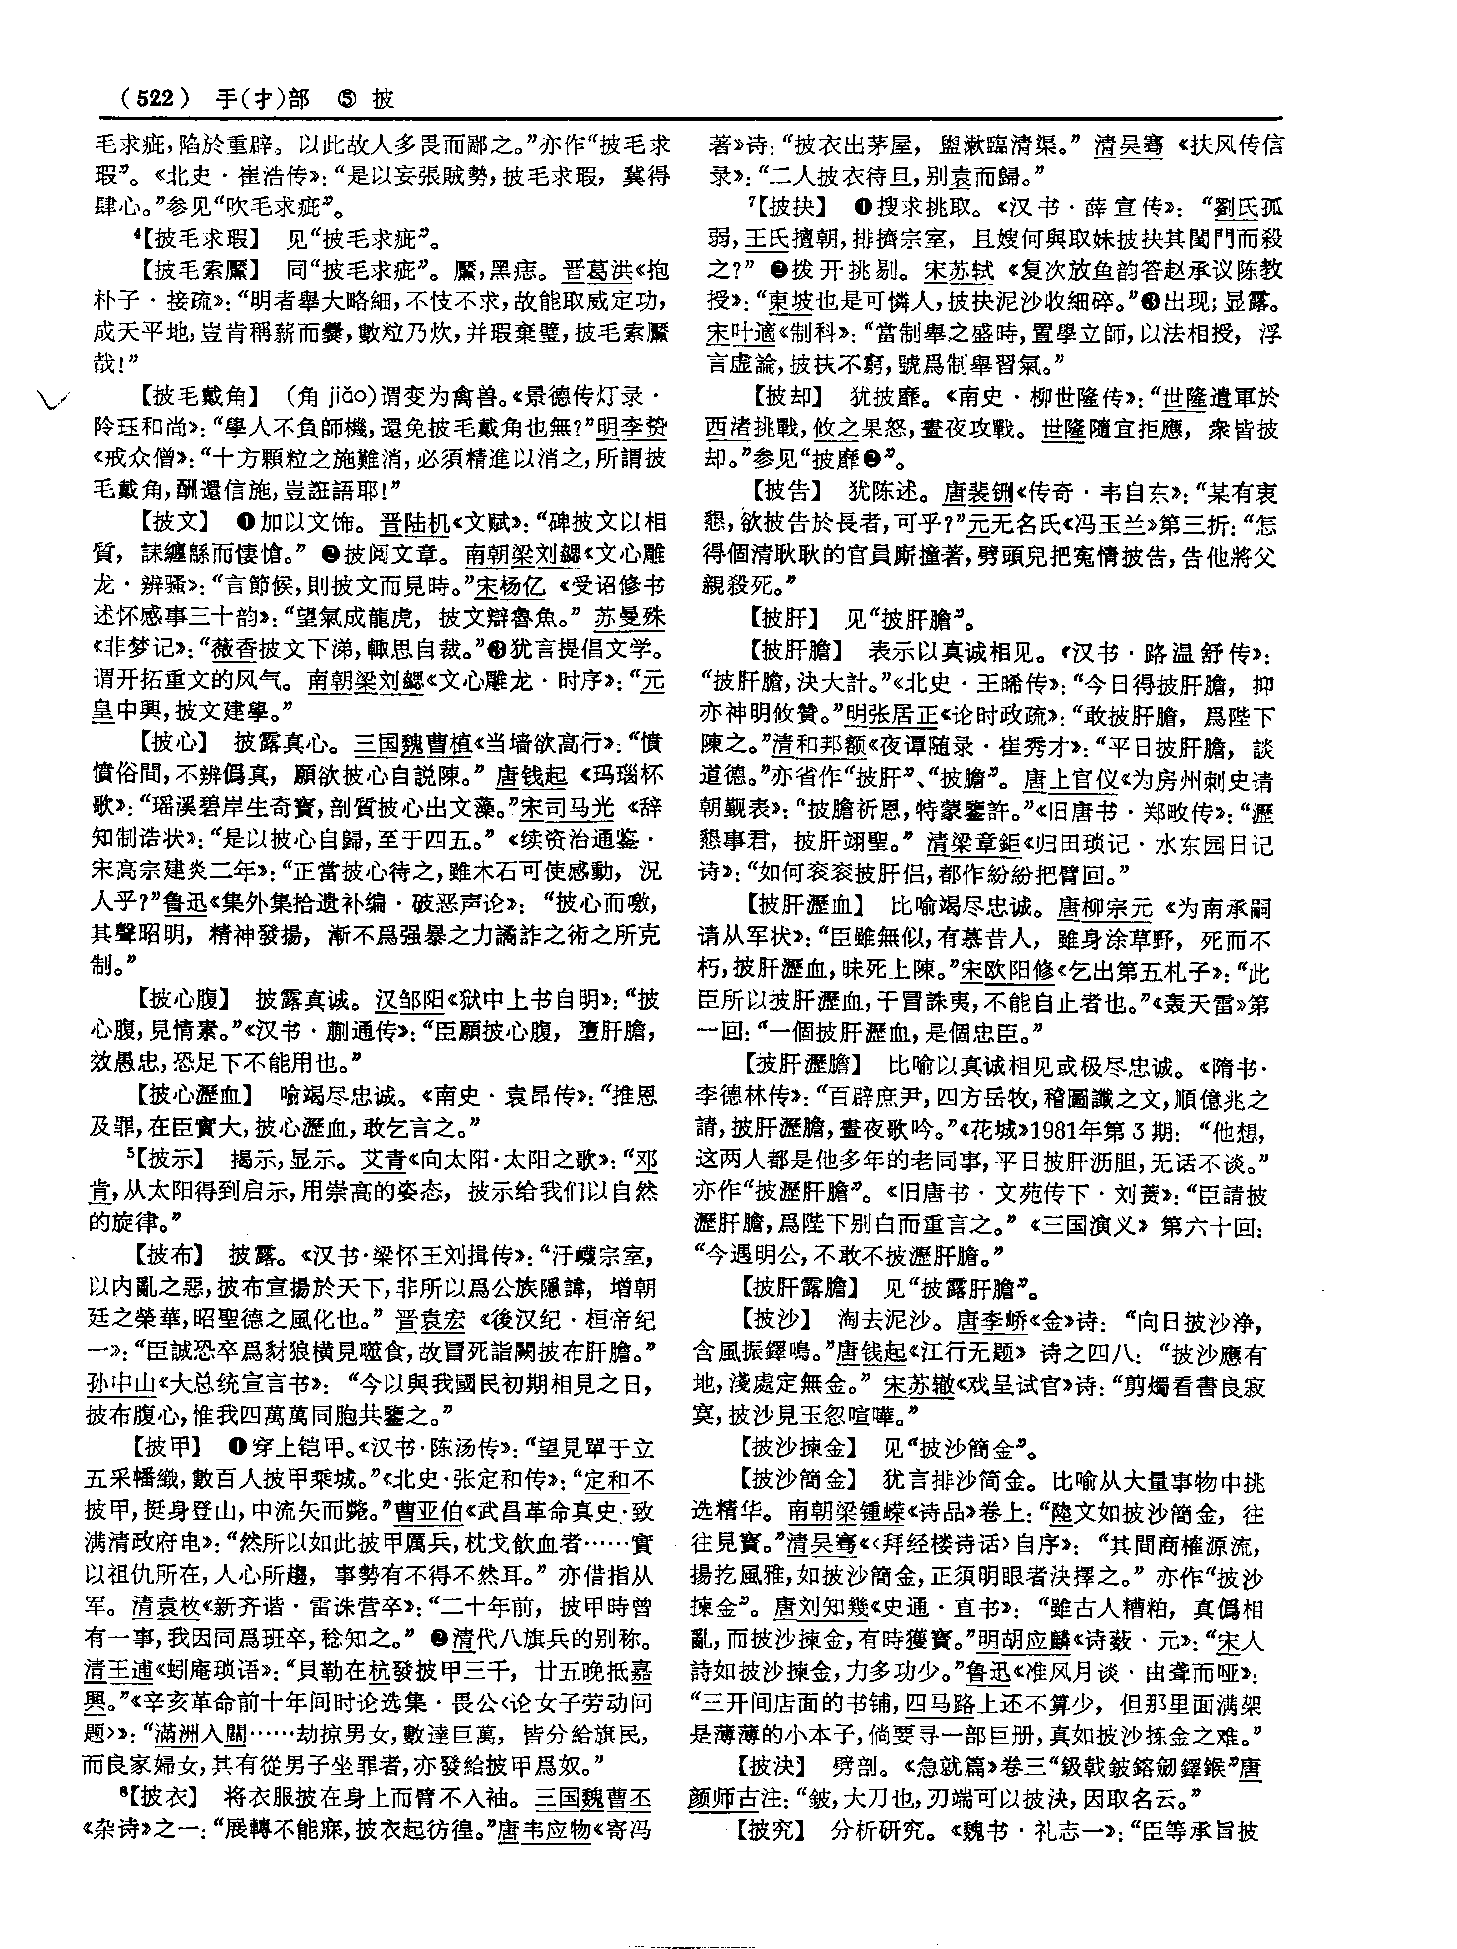 （522） 手(扌)部 ⑤ 披
毛求疵，陷於重辟。以此故人多畏而鄙之。”亦作“披毛求
瑕”。《北史·崔浩传》：“是以妄張賊勢，披毛求瑕，冀得
肆心。”参见“吹毛求疵”。
⁴【披毛求瑕】 见“披毛求疵”。
【披毛索黶】 同“披毛求疵”。黶，黑痣。晋葛洪《抱
朴子·接疏》：“明者舉大略細，不忮不求，故能取威定功，
成天平地，豈肯稱薪而爨，數粒乃炊，并瑕棄璧，披毛索黶
哉！”
【披毛戴角】 （角 jiǎo）谓变为禽兽。《景德传灯录·
阾珏和尚》：“學人不負師機，還免披毛戴角也無？”明李贽
《戒众僧》：“十方顆粒之施難消，必須精進以消之，所謂披
毛戴角，酬還信施，豈誑語耶！”
【披文】 ❶加以文饰。晋陆机《文赋》：“碑披文以相
質，誄纏緜而悽愴。”❷披阅文章。南朝梁刘勰《文心雕
龙·辨骚》：“言節候，則披文而見時。”宋杨亿《受诏修书
述怀感事三十韵》：“望氣成龍虎，披文辯魯魚。”苏曼殊
《非梦记》：“薇香披文下涕，輒思自裁。”❸犹言提倡文学。
谓开拓重文的风气。南朝梁刘勰《文心雕龙·时序》：“元
皇中興，披文建學。”
【披心】 披露真心。三国魏曹植《当墙欲高行》：“憒
憒俗間，不辨僞真，願欲披心自説陳。”唐钱起《玛瑙杯
歌》：“瑶溪碧岸生奇寶，剖質披心出文藻。”宋司马光《辞
知制诰状》：“是以披心自歸，至于四五。”《续资治通鉴·
宋高宗建炎二年》：“正當披心待之，雖木石可使感動，況
人乎？”鲁迅《集外集拾遗补编·破恶声论》：“披心而噭，
其聲昭明，精神發揚，漸不爲强暴之力譎詐之術之所克
制。”
【披心腹】 披露真诚。汉邹阳《狱中上书自明》：“披
心腹，見情素。”《汉书·蒯通传》：“臣願披心腹，墮肝膽，
效愚忠，恐足下不能用也。”
【披心瀝血】 喻竭尽忠诚。《南史·袁昂传》：“推恩
及罪，在臣實大，披心瀝血，敢乞言之。”
⁵【披示】 揭示，显示。艾青《向太阳·太阳之歌》：“邓
肯，从太阳得到启示，用崇高的姿态，披示给我们以自然
的旋律。”
【披布】 披露。《汉书·梁怀王刘揖传》：“汙衊宗室，
以内亂之惡，披布宣揚於天下，非所以爲公族隱諱，增朝
廷之榮華，昭聖德之風化也。”晋袁宏《後汉纪·桓帝纪
一》：“臣誠恐卒爲豺狼横見噬食，故冒死詣闕披布肝膽。”
孙中山《大总统宣言书》：“今以與我國民初期相見之日，
披布腹心，惟我四萬萬同胞共鑒之。”
【披甲】 ❶穿上铠甲。《汉书·陈汤传》：“望見單于立
五采幡織，數百人披甲乘城。”《北史·张定和传》：“定和不
披甲，挺身登山，中流矢而斃。”曹亚伯《武昌革命真史·致
满清政府电》：“然所以如此披甲厲兵，枕戈飲血者……實
以祖仇所在，人心所趨，事勢有不得不然耳。”亦借指从
军。清袁枚《新齐谐·雷诛营卒》：“二十年前，披甲時曾
有一事，我因同爲班卒，稔知之。”❷清代八旗兵的别称。
清王逋《蚓庵琐语》：“貝勒在杭發披甲三千，廿五晚抵嘉
興。”《辛亥革命前十年间时论选集·畏公〈论女子劳动问
题〉》：“滿洲入關……劫掠男女，數達巨萬，皆分給旗民，
而良家婦女，其有從男子坐罪者，亦發給披甲爲奴。”
⁶【披衣】 将衣服披在身上而臂不入袖。三国魏曹丕
《杂诗》之一：“展轉不能寐，披衣起彷徨。”唐韦应物《寄冯
著》诗：“披衣出茅屋，盥漱臨清渠。”清吴骞《扶风传信
录》：“二人披衣待旦，别袁而歸。”
⁷【披抉】 ❶搜求挑取。《汉书·薛宣传》：“劉氏孤
弱，王氏擅朝，排擠宗室，且嫂何與取妹披抉其閨門而殺
之？”❷拨开挑剔。宋苏轼《复次放鱼韵答赵承议陈教
授》：“東坡也是可憐人，披抉泥沙收細碎。”❸出现；显露。
宋叶適《制科》：“當制舉之盛時，置學立師，以法相授，浮
言虚論，披抉不窮，號爲制舉習氣。”
【披却】 犹披靡。《南史·柳世隆传》：“世隆遣軍於
西渚挑戰，攸之果怒，晝夜攻戰。世隆隨宜拒應，衆皆披
却。”参见“披靡❷”。
【披告】 犹陈述。唐裴铏《传奇·韦自东》：“某有衷
懇，欲披告於長者，可乎？”元无名氏《冯玉兰》第三折：“怎
得個清耿耿的官員廝撞著，劈頭兒把冤情披告，告他將父
親殺死。”
【披肝】 见“披肝膽”。
【披肝膽】 表示以真诚相见。《汉书·路温舒传》：
“披肝膽，決大計。”《北史·王晞传》：“今日得披肝膽，抑
亦神明攸贊。”明张居正《论时政疏》：“敢披肝膽，爲陛下
陳之。”清和邦额《夜谭随录·崔秀才》：“平日披肝膽，談
道德。”亦省作“披肝”、“披膽”。唐上官仪《为房州刺史请
朝觐表》：“披膽祈恩，特蒙鑒許。”《旧唐书·郑畋传》：“瀝
懇事君，披肝翊聖。”清梁章鉅《归田琐记·水东园日记
诗》：“如何衮衮披肝侣，都作紛紛把臂回。”
【披肝瀝血】 比喻竭尽忠诚。唐柳宗元《为南承嗣
请从军状》：“臣雖無似，有慕昔人，雖身涂草野，死而不
朽，披肝瀝血，昧死上陳。”宋欧阳修《乞出第五札子》：“此
臣所以披肝瀝血，干冒誅夷，不能自止者也。”《轰天雷》第
一回：“一個披肝瀝血，是個忠臣。”
【披肝瀝膽】 比喻以真诚相见或极尽忠诚。《隋书·
李德林传》：“百辟庶尹，四方岳牧，稽圖讖之文，順億兆之
請，披肝瀝膽，晝夜歌吟。”《花城》1981年第3期：“他想，
这两人都是他多年的老同事，平日披肝沥胆，无话不谈。”
亦作“披瀝肝膽”。《旧唐书·文苑传下·刘蕡》：“臣請披
瀝肝膽，爲陛下别白而重言之。”《三国演义》第六十回：
“今遇明公，不敢不披瀝肝膽。”
【披肝露膽】 见“披露肝膽”。
【披沙】 淘去泥沙。唐李峤《金》诗：“向日披沙净，
含風振鐸鳴。”唐钱起《江行无题》诗之四八：“披沙應有
地，淺處定無金。”宋苏辙《戏呈试官》诗：“剪燭看書良寂
寞，披沙見玉忽喧嘩。”
【披沙揀金】 见“披沙簡金”。
【披沙簡金】 犹言排沙简金。比喻从大量事物中挑
选精华。南朝梁锺嵘《诗品》卷上：“陸文如披沙簡金，往
往見寳。”清吴骞《〈拜经楼诗话〉自序》：“其間商榷源流，
揚扢風雅，如披沙簡金，正須明眼者決擇之。”亦作“披沙
揀金”。唐刘知幾《史通·直书》：“雖古人糟粕，真僞相
亂，而披沙揀金，有時獲寳。”明胡应麟《诗薮·元》：“宋人
詩如披沙揀金，力多功少。”鲁迅《准风月谈·由聋而哑》：
“三开间店面的书铺，四马路上还不算少，但那里面满架
是薄薄的小本子，倘要寻一部巨册，真如披沙拣金之难。”
【披決】 劈剖。《急就篇》卷三“鈒戟鈹鎔劒鐔鍭”唐
颜师古注：“鈹，大刀也，刃端可以披決，因取名云。”
【披究】 分析研究。《魏书·礼志一》：“臣等承旨披